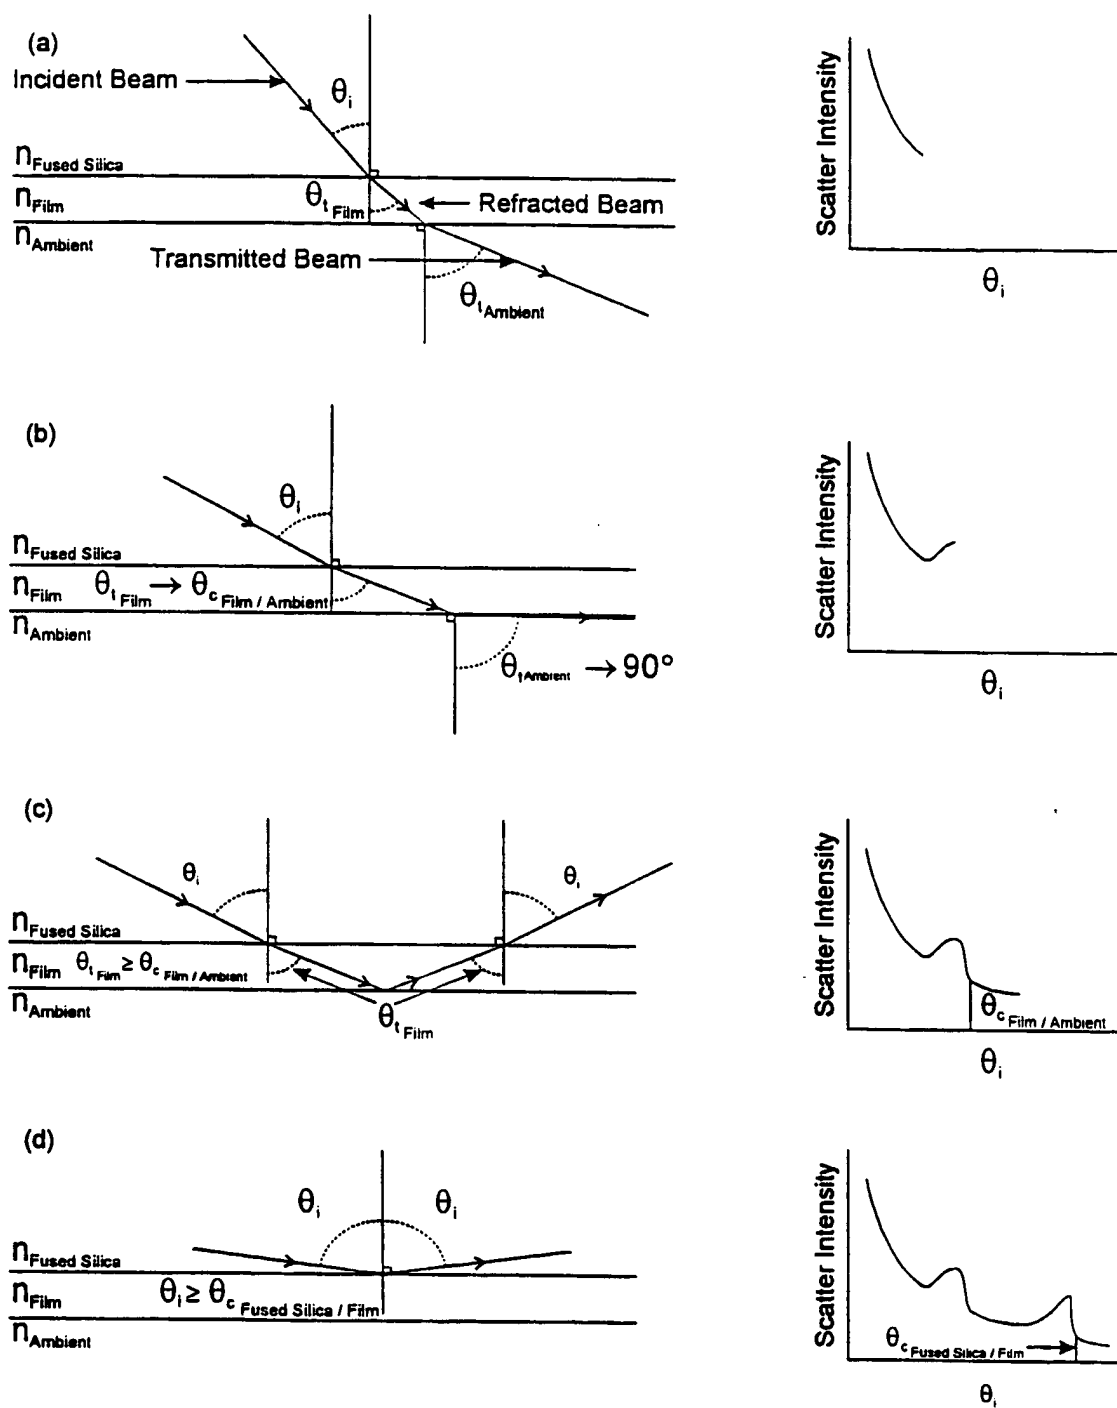 (a)
Incident Beam
θi
nFused Silica
nFilm
θt Film
Refracted Beam
nAmbient
Transmitted Beam
θt Ambient
Scatter Intensity
θi
(b)
θi
nFused Silica
nFilm θt Film → θc Film / Ambient
nAmbient
θt Ambient → 90°
Scatter Intensity
θi
(c)
θi
θi
nFused Silica
nFilm θt Film ≥ θc Film / Ambient
nAmbient
θt Film
Scatter Intensity
θc Film / Ambient
θi
(d)
θi θi
nFused Silica
nFilm θi ≥ θc Fused Silica / Film
nAmbient
Scatter Intensity
θc Fused Silica / Film
θi